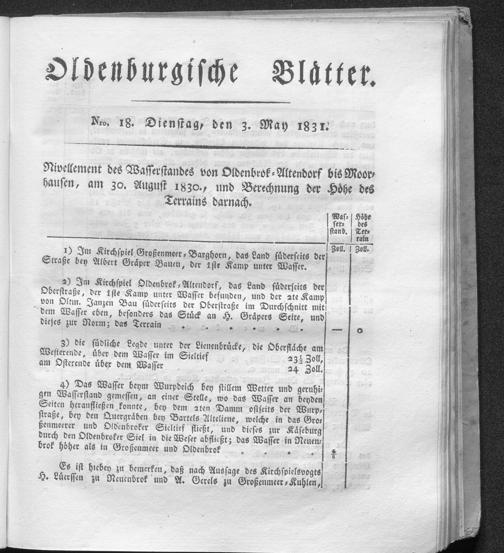 Oldenburgische Blätter.
Nro. 18. Dienstag, den 3. May 1831.
Nivellement des Wasserstandes von Oldenbrok-Altendorf bis Moor-
hausen, am 30. August 1830., und Berechnung der Höhe des
Terrains darnach.
Was-
ser-
stand.
Zoll.
Höhe
des
Ter-
rain
Zoll.
1) Im Kirchspiel Großenmeer-Barghorn, das Land süderseits der
Straße bey Albert Gräper Bauen, der 1ste Kamp unter Wasser.
2) Im Kirchspiel Oldenbrok-Altendorf, das Land süderseits der
Oberstraße, der 1ste Kamp unter Wasser befunden, und der 2te Kamp
von Oltm. Janzen Bau süderseits der Oberstraße im Durchschnitt mit
dem Wasser eben, besonders das Stück an H. Gräpers Seite, und
dieses zur Norm; das Terrain — 0
3) die südliche Legde unter der Lienenbrücke, die Oberfläche am
Westerende, über dem Wasser im Sieltief 23½ Zoll,
am Osterende über dem Wasser 24 Zoll.
4) Das Wasser beym Wurpdeich bey stillem Wetter und geruhi-
gen Wasserstand gemessen, an einer Stelle, wo das Wasser an beyden
Seiten herausfließen konnte, bey dem 2ten Damm ostseits der Wurp-
straße, bey den Quergräben bey Bartels Alteliene, welche in das Gro-
ßenmeerer und Oldenbroker Sieltief fließt, und dieses zur Käseburg
durch den Oldenbroker Siel in die Weser abfließt; das Wasser in Neuen-
brok höher als in Großenmeer und Oldenbrok
Es ist hiebey zu bemerken, daß nach Aussage des Kirchspielsvogts
H. Lüerssen zu Neuenbrok und A. Gerels zu Großenmeer-Kuhlen,